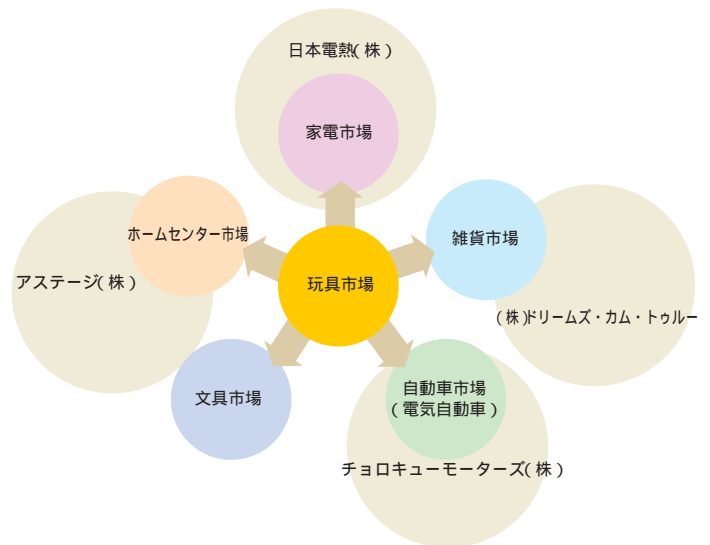 日本電熱(株)
家電市場
ホームセンター市場
雑貨市場
アステージ(株)
玩具市場
(株)ドリームズ・カム・トゥルー
文具市場
自動車市場
(電気自動車)
チョロキューモーターズ(株)